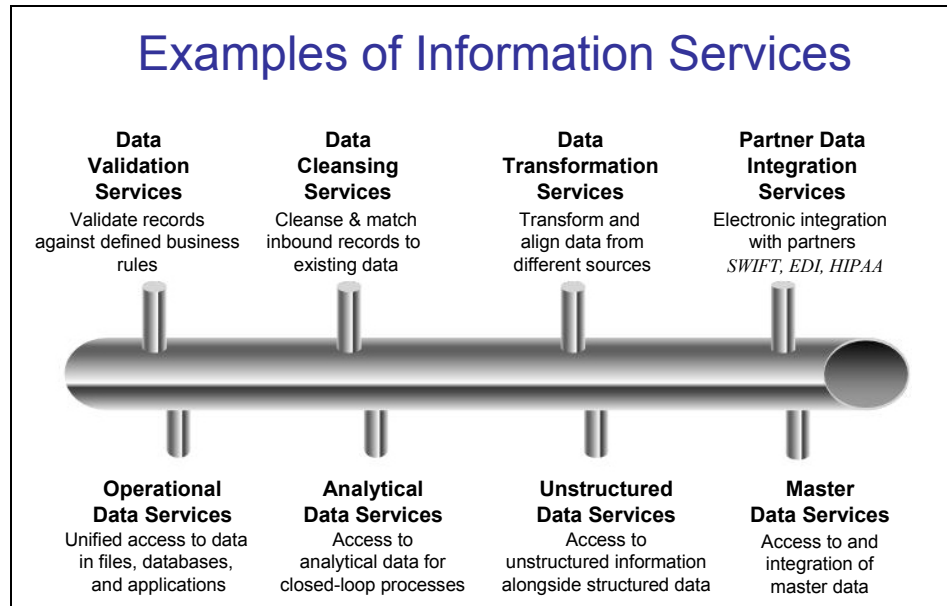 Examples of Information Services
Data
Validation
Services
Validate records
against defined business
rules
Data
Cleansing
Services
Cleanse & match
inbound records to
existing data
Data
Transformation
Services
Transform and
align data from
different sources
Partner Data
Integration
Services
Electronic integration
with partners
SWIFT, EDI, HIPAA
Operational
Data Services
Unified access to data
in files, databases,
and applications
Analytical
Data Services
Access to
analytical data for
closed-loop processes
Unstructured
Data Services
Access to
unstructured information
alongside structured data
Master
Data Services
Access to and
integration of
master data